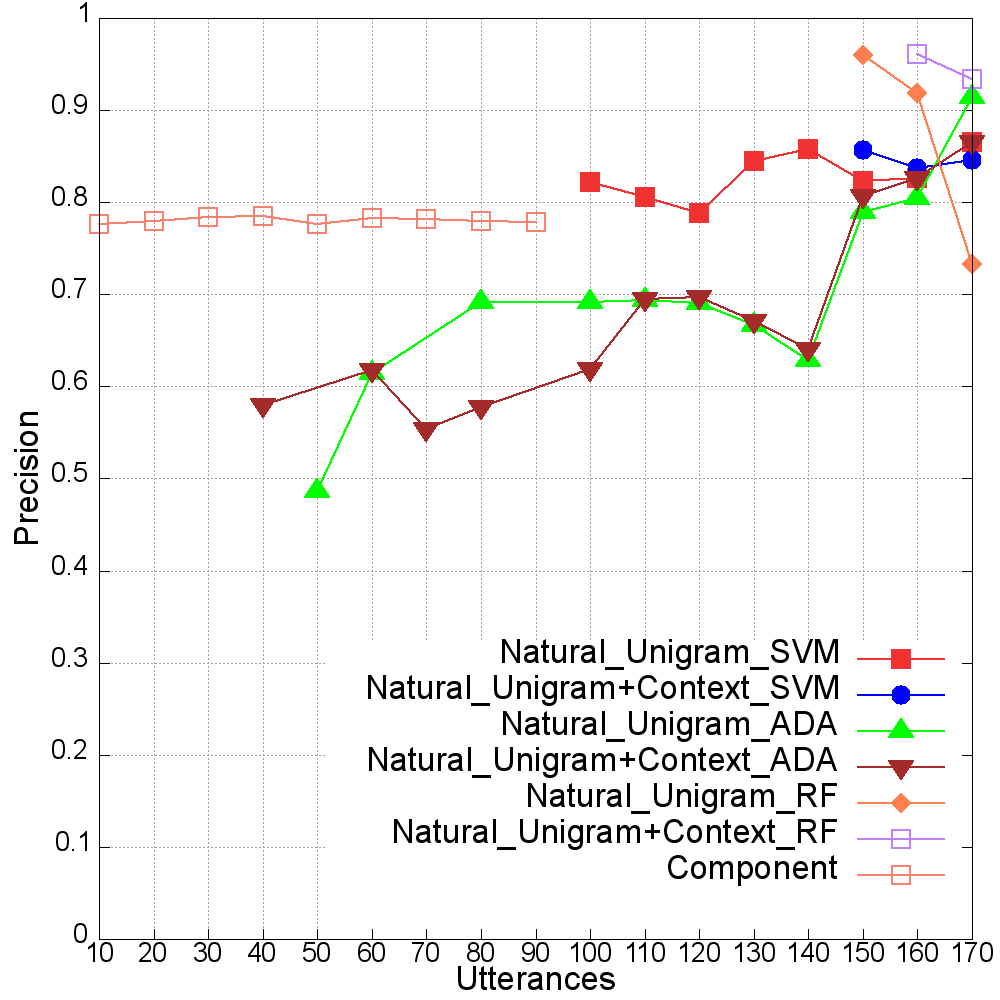 1
0.9
0.8
0.7
0.6
0.5
0.4
0.3
0.2
0.1
0
Precision
Natural_Unigram_SVM
Natural_Unigram+Context_SVM
Natural_Unigram_ADA
Natural_Unigram+Context_ADA
Natural_Unigram_RF
Natural_Unigram+Context_RF
Component
10 20 30 40 50 60 70 80 90 100 110 120 130 140 150 160 170
Utterances